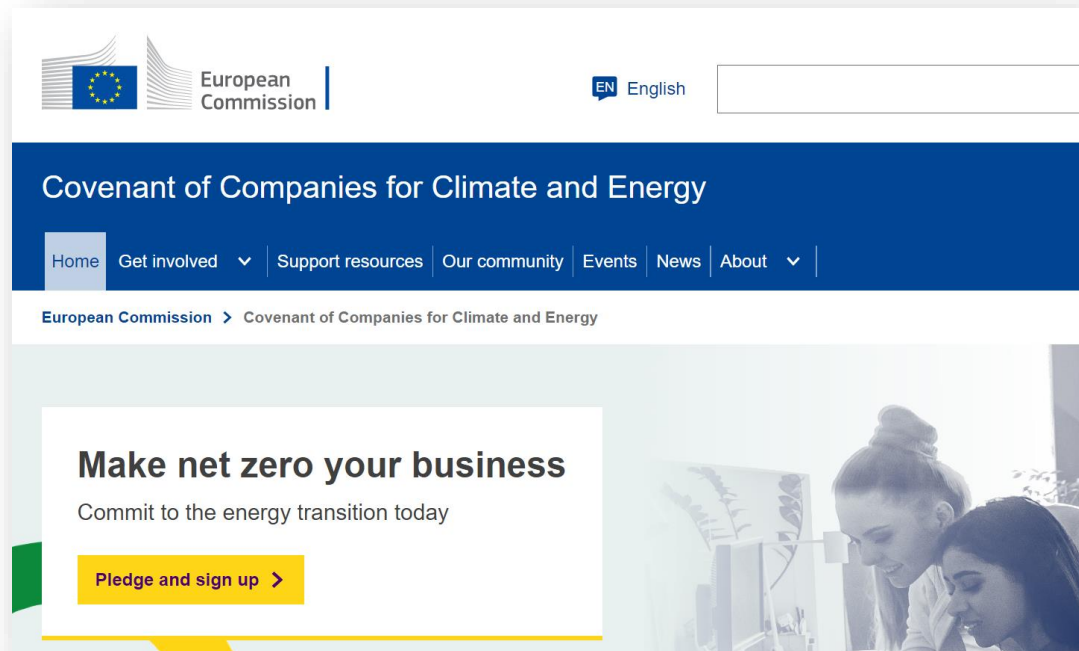 European
Commission
EN English
Covenant of Companies for Climate and Energy
Home Get involved Support resources Our community Events News About
European Commission > Covenant of Companies for Climate and Energy
Make net zero your business
Commit to the energy transition today
Pledge and sign up >